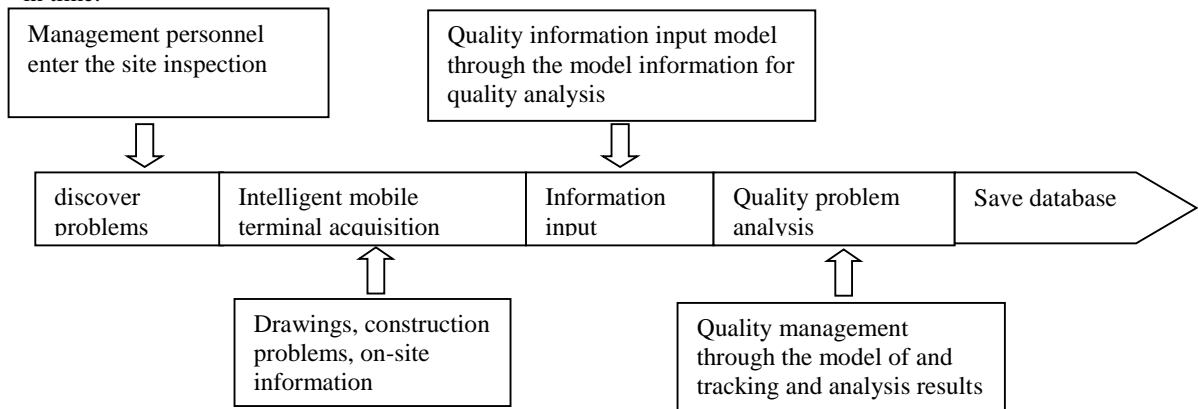 in time.
Management personnel
enter the site inspection
Quality information input model
through the model information for
quality analysis
discover
problems
Intelligent mobile
terminal acquisition
Information
input
Quality problem
analysis
Save database
Drawings, construction
problems, on-site
information
Quality management
through the model of and
tracking and analysis results